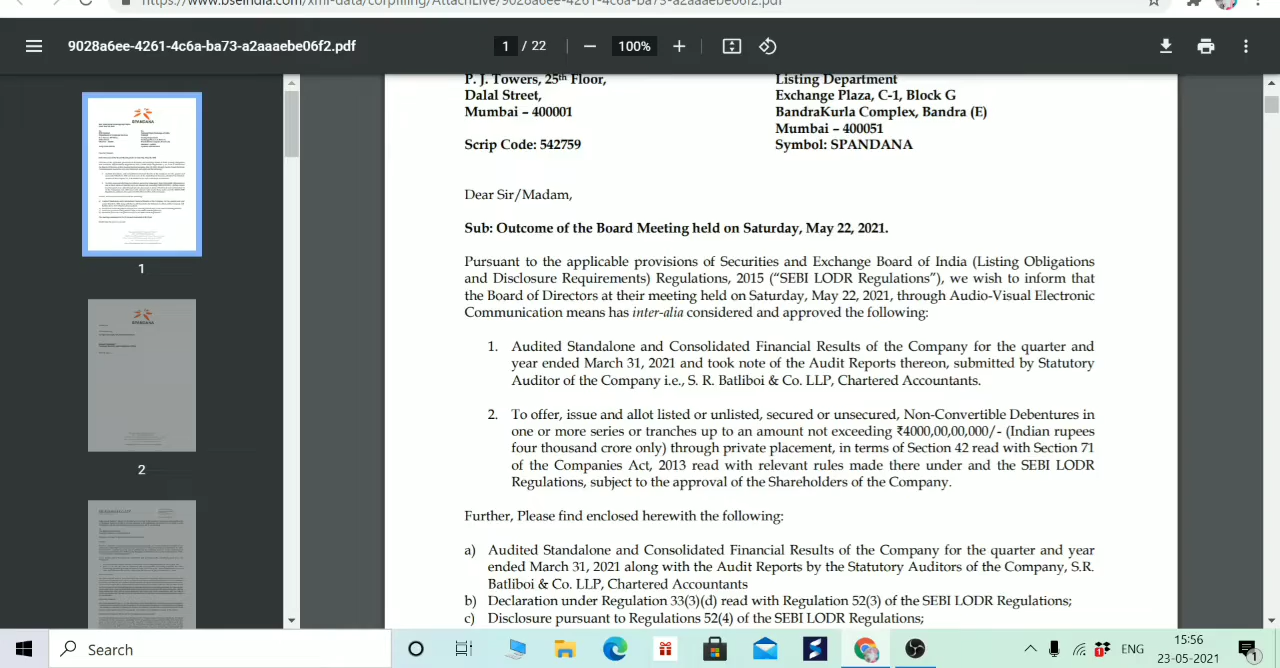 https://www.bseindia.com/xml-data/corpfiling/AttachLive/9028a6ee-4261-4c6a-ba73-a2aaaebe06f2.pdf
9028a6ee-4261-4c6a-ba73-a2aaaebe06f2.pdf
1 / 22
100%
SPANDANA
1
SPANDANA
2
P. J. Towers, 25th Floor,
Dalal Street,
Mumbai – 400001
Scrip Code: 542759
Listing Department
Exchange Plaza, C-1, Block G
BandraKurla Complex, Bandra (E)
Mumbai – 400051
Symbol: SPANDANA
Dear Sir/Madam,
Sub: Outcome of the Board Meeting held on Saturday, May 22, 2021.
Pursuant to the applicable provisions of Securities and Exchange Board of India (Listing Obligations
and Disclosure Requirements) Regulations, 2015 (“SEBI LODR Regulations”), we wish to inform that
the Board of Directors at their meeting held on Saturday, May 22, 2021, through Audio-Visual Electronic
Communication means has inter-alia considered and approved the following:
1. Audited Standalone and Consolidated Financial Results of the Company for the quarter and
year ended March 31, 2021 and took note of the Audit Reports thereon, submitted by Statutory
Auditor of the Company i.e., S. R. Batliboi & Co. LLP, Chartered Accountants.
2. To offer, issue and allot listed or unlisted, secured or unsecured, Non-Convertible Debentures in
one or more series or tranches up to an amount not exceeding ₹4000,00,00,000/- (Indian rupees
four thousand crore only) through private placement, in terms of Section 42 read with Section 71
of the Companies Act, 2013 read with relevant rules made there under and the SEBI LODR
Regulations, subject to the approval of the Shareholders of the Company.
Further, Please find enclosed herewith the following:
a) Audited Standalone and Consolidated Financial Results of the Company for the quarter and year
ended March 31, 2021 along with the Audit Reports by the Statutory Auditors of the Company, S.R.
Batliboi & Co. LLP, Chartered Accountants
b) Declaration under Regulation 33(3)(d) read with Regulation 52(3) of the SEBI LODR Regulations;
c) Disclosure pursuant to Regulations 52(4) of the SEBI LODR Regulations;
Search
ENG
15:56
23-05-2021
1